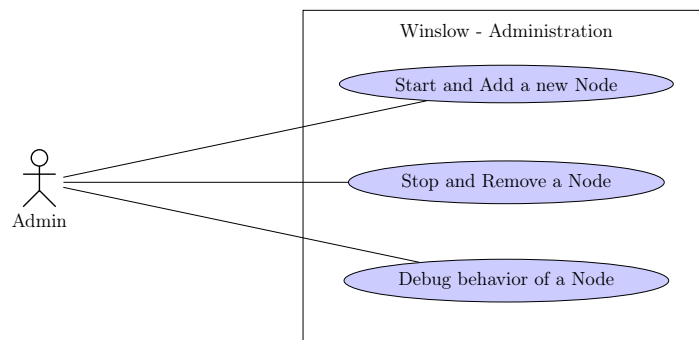 Winslow - Administration
Start and Add a new Node
Stop and Remove a Node
Admin
Debug behavior of a Node